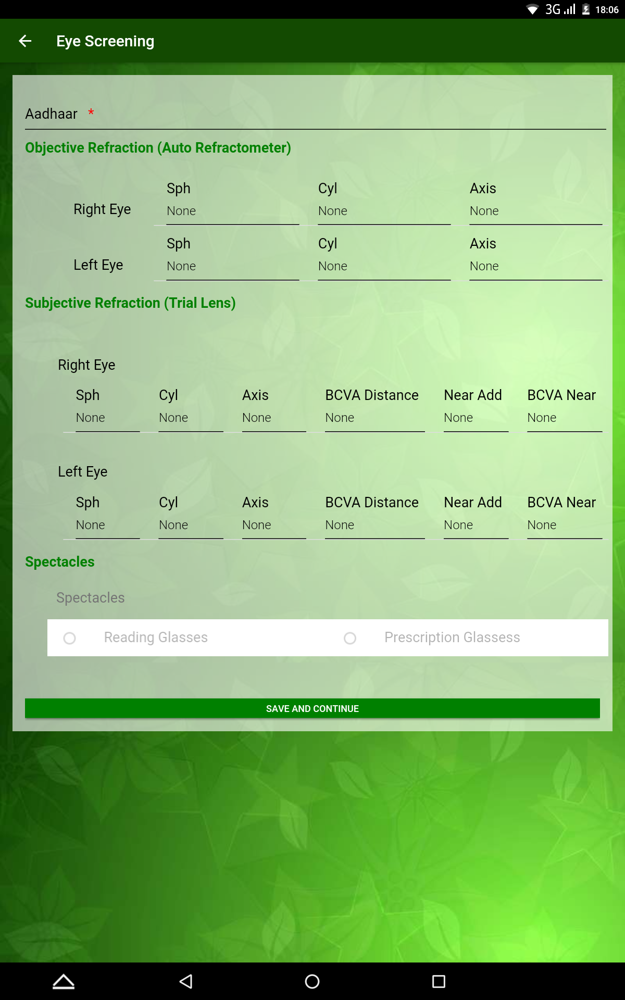 3G 18:06
Eye Screening
Aadhaar *
Objective Refraction (Auto Refractometer)
Sph Cyl Axis
Right Eye None None None
Sph Cyl Axis
Left Eye None None None
Subjective Refraction (Trial Lens)
Right Eye
Sph Cyl Axis BCVA Distance Near Add BCVA Near
None None None None None None
Left Eye
Sph Cyl Axis BCVA Distance Near Add BCVA Near
None None None None None None
Spectacles
Spectacles
Reading Glasses Prescription Glassess
SAVE AND CONTINUE